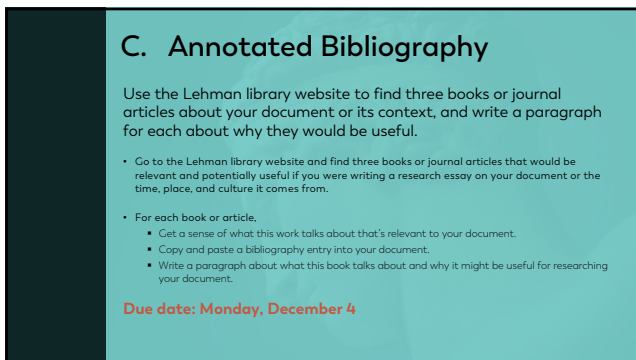 C. Annotated Bibliography
Use the Lehman library website to find three books or journal
articles about your document or its context, and write a paragraph
for each about why they would be useful.
• Go to the Lehman library website and find three books or journal articles that would be
relevant and potentially useful if you were writing a research essay on your document or the
time, place, and culture it comes from.
• For each book or article,
▪ Get a sense of what this work talks about that's relevant to your document.
▪ Copy and paste a bibliography entry into your document.
▪ Write a paragraph about what this book talks about and why it might be useful for researching
your document.
Due date: Monday, December 4